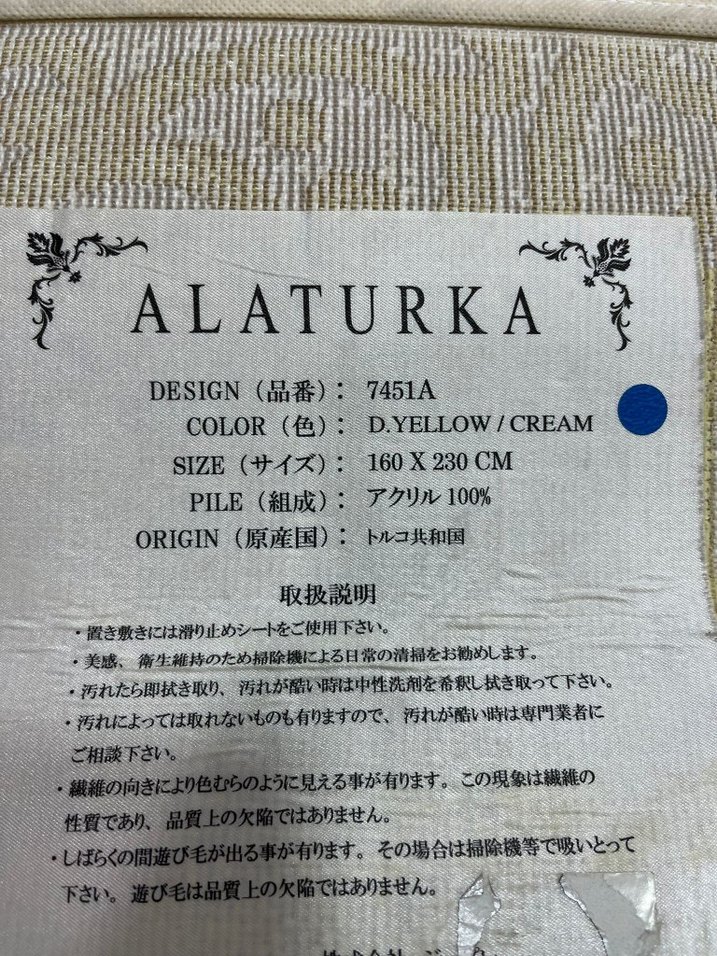 ALATURKA
DESIGN（品番）： 7451A
COLOR（色）： D.YELLOW / CREAM
SIZE（サイズ）： 160 X 230 CM
PILE（組成）： アクリル 100%
ORIGIN（原産国）： トルコ共和国
取扱説明
・置き敷きには滑り止めシートをご使用下さい。
・美感、衛生維持のため掃除機による日常の清掃をお勧めします。
・汚れたら即拭き取り、汚れが酷い時は中性洗剤を希釈し拭き取って下さい。
・汚れによっては取れないものも有りますので、汚れが酷い時は専門業者に
ご相談下さい。
・繊維の向きにより色むらのように見える事が有ります。この現象は繊維の
性質であり、品質上の欠陥ではありません。
・しばらくの間遊び毛が出る事が有ります。その場合は掃除機等で吸いとって
下さい。遊び毛は品質上の欠陥ではありません。